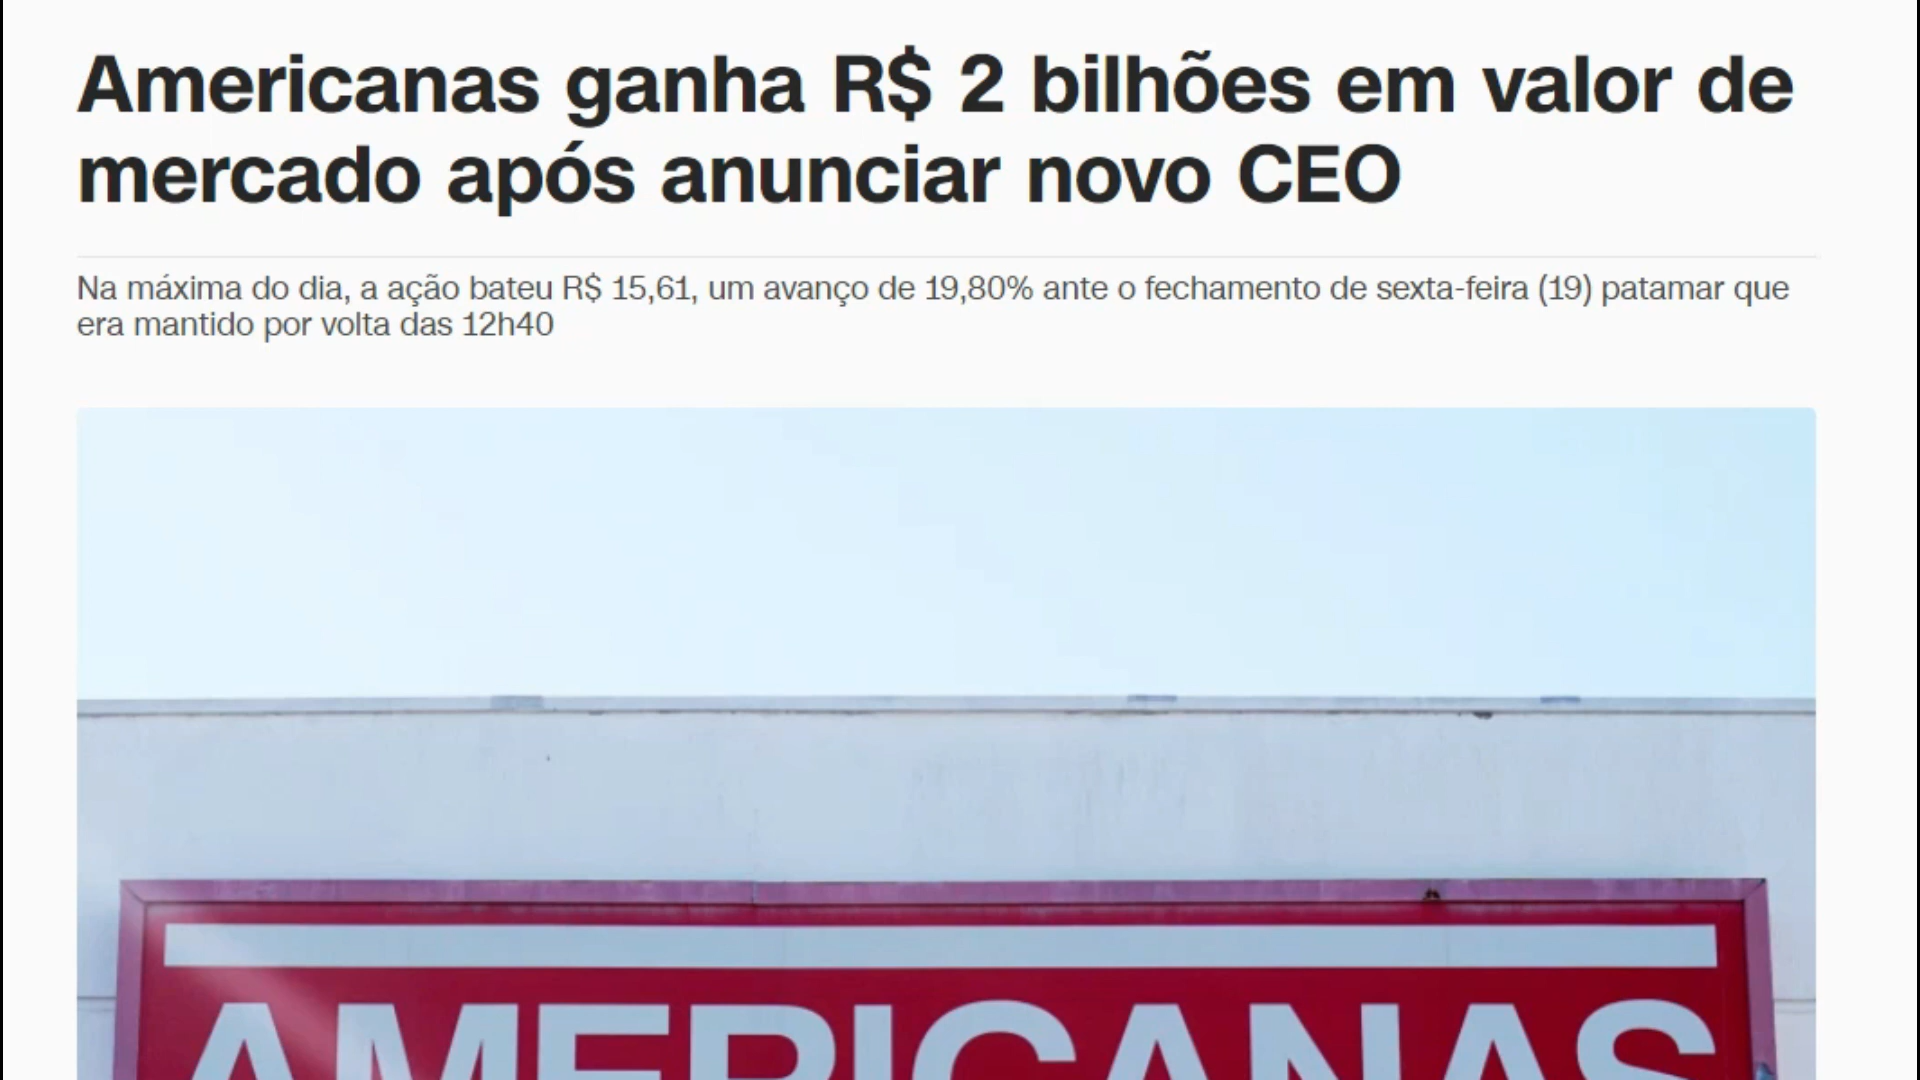 Americanas ganha R$ 2 bilhões em valor de
mercado após anunciar novo CEO
Na máxima do dia, a ação bateu R$ 15,61, um avanço de 19,80% ante o fechamento de sexta-feira (19) patamar que
era mantido por volta das 12h40
AMERICANAS